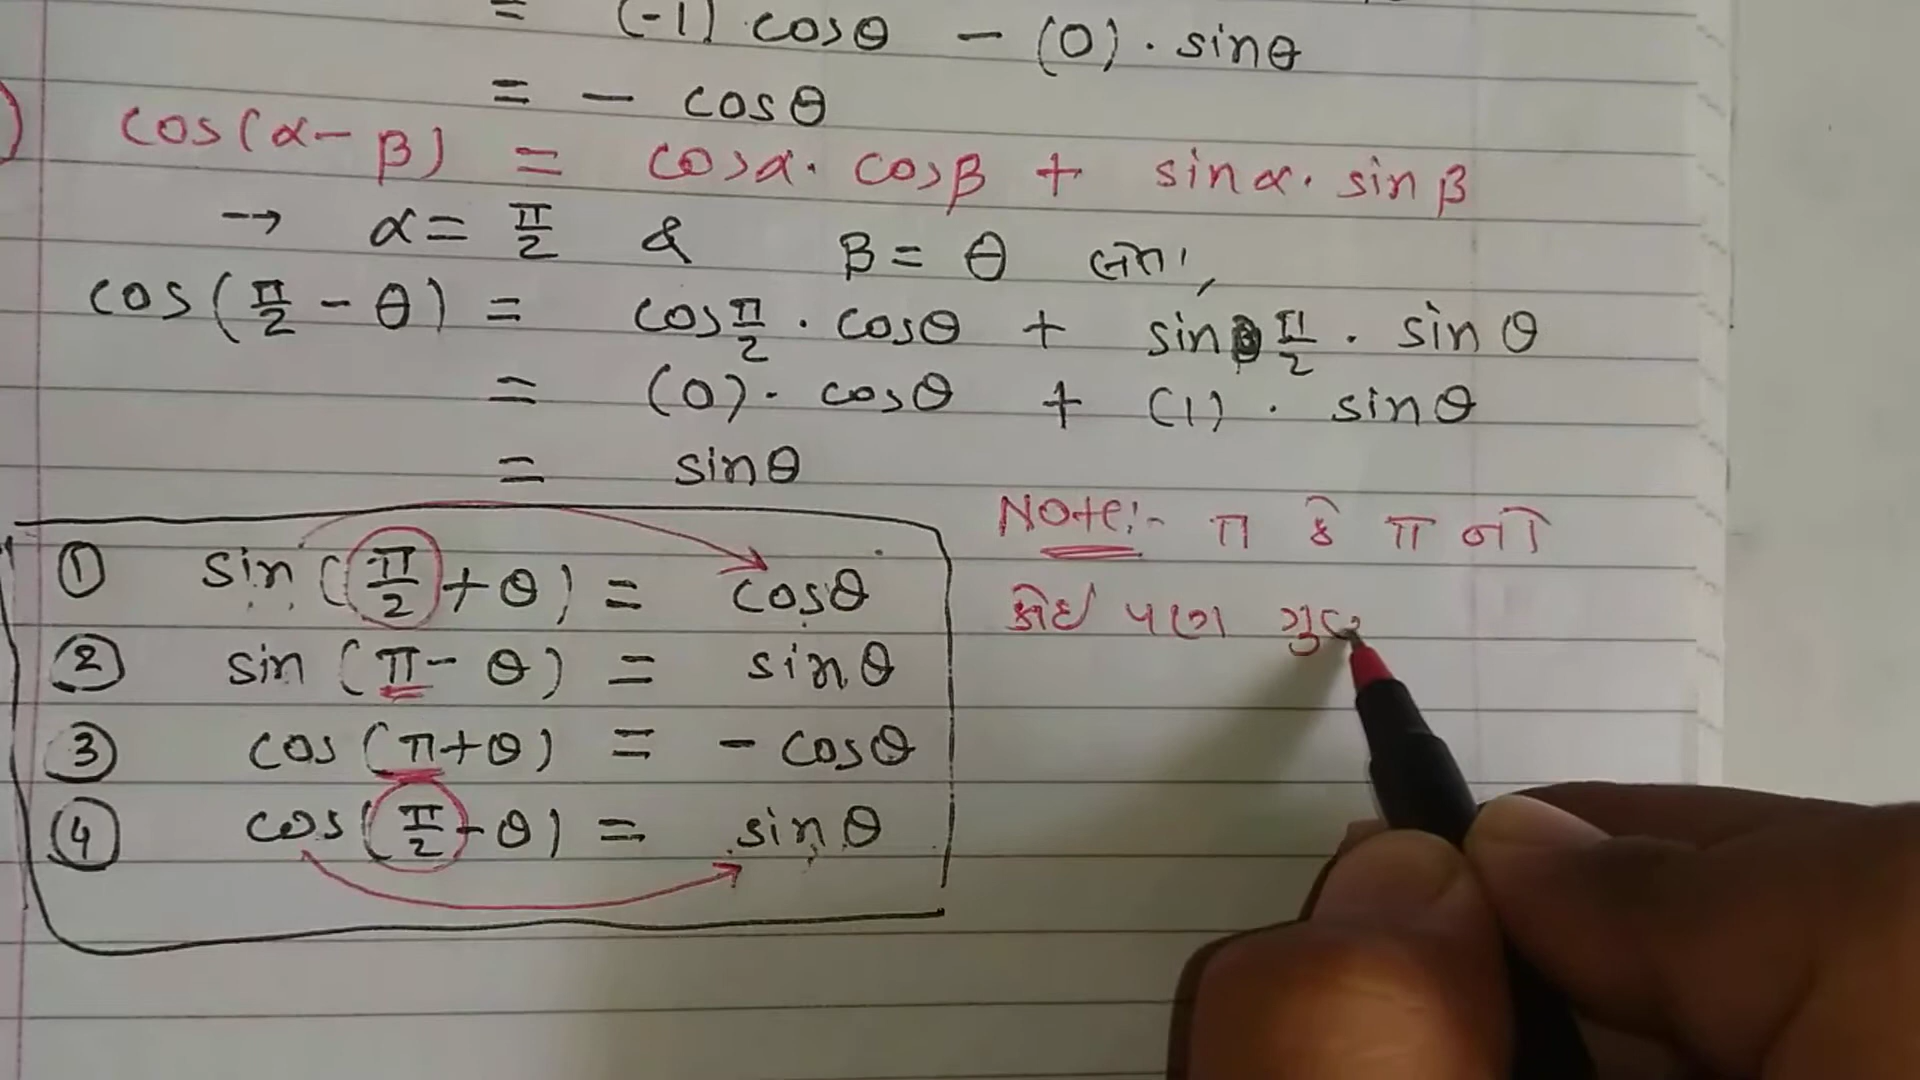 = (-1) cosθ - (0) · sinθ
= - cosθ
) cos(α-β) = cosα · cosβ + sinα · sinβ
→ α = π/2 & β = θ લેતા,
cos(π/2 - θ) = cosπ/2 · cosθ + sin π/2 · sinθ
= (0) · cosθ + (1) · sinθ
= sinθ
① sin(π/2 + θ) = cosθ
② sin(π - θ) = sinθ
③ cos(π+θ) = - cosθ
④ cos(π/2 - θ) = sinθ
Note:- π કે π નો
કોઈ પણ